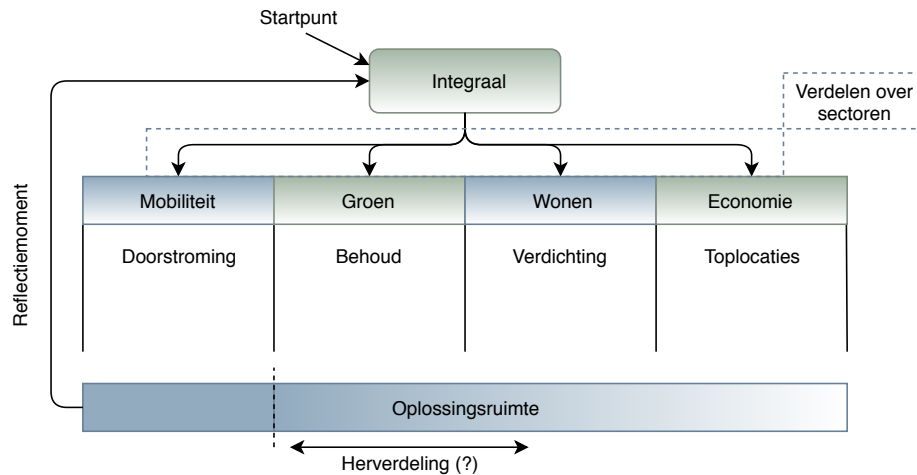 Startpunt
Integraal
Verdelen over
sectoren
Mobiliteit
Groen
Wonen
Economie
Doorstroming
Behoud
Verdichting
Toplocaties
Reflectiemoment
Oplossingsruimte
Herverdeling (?)